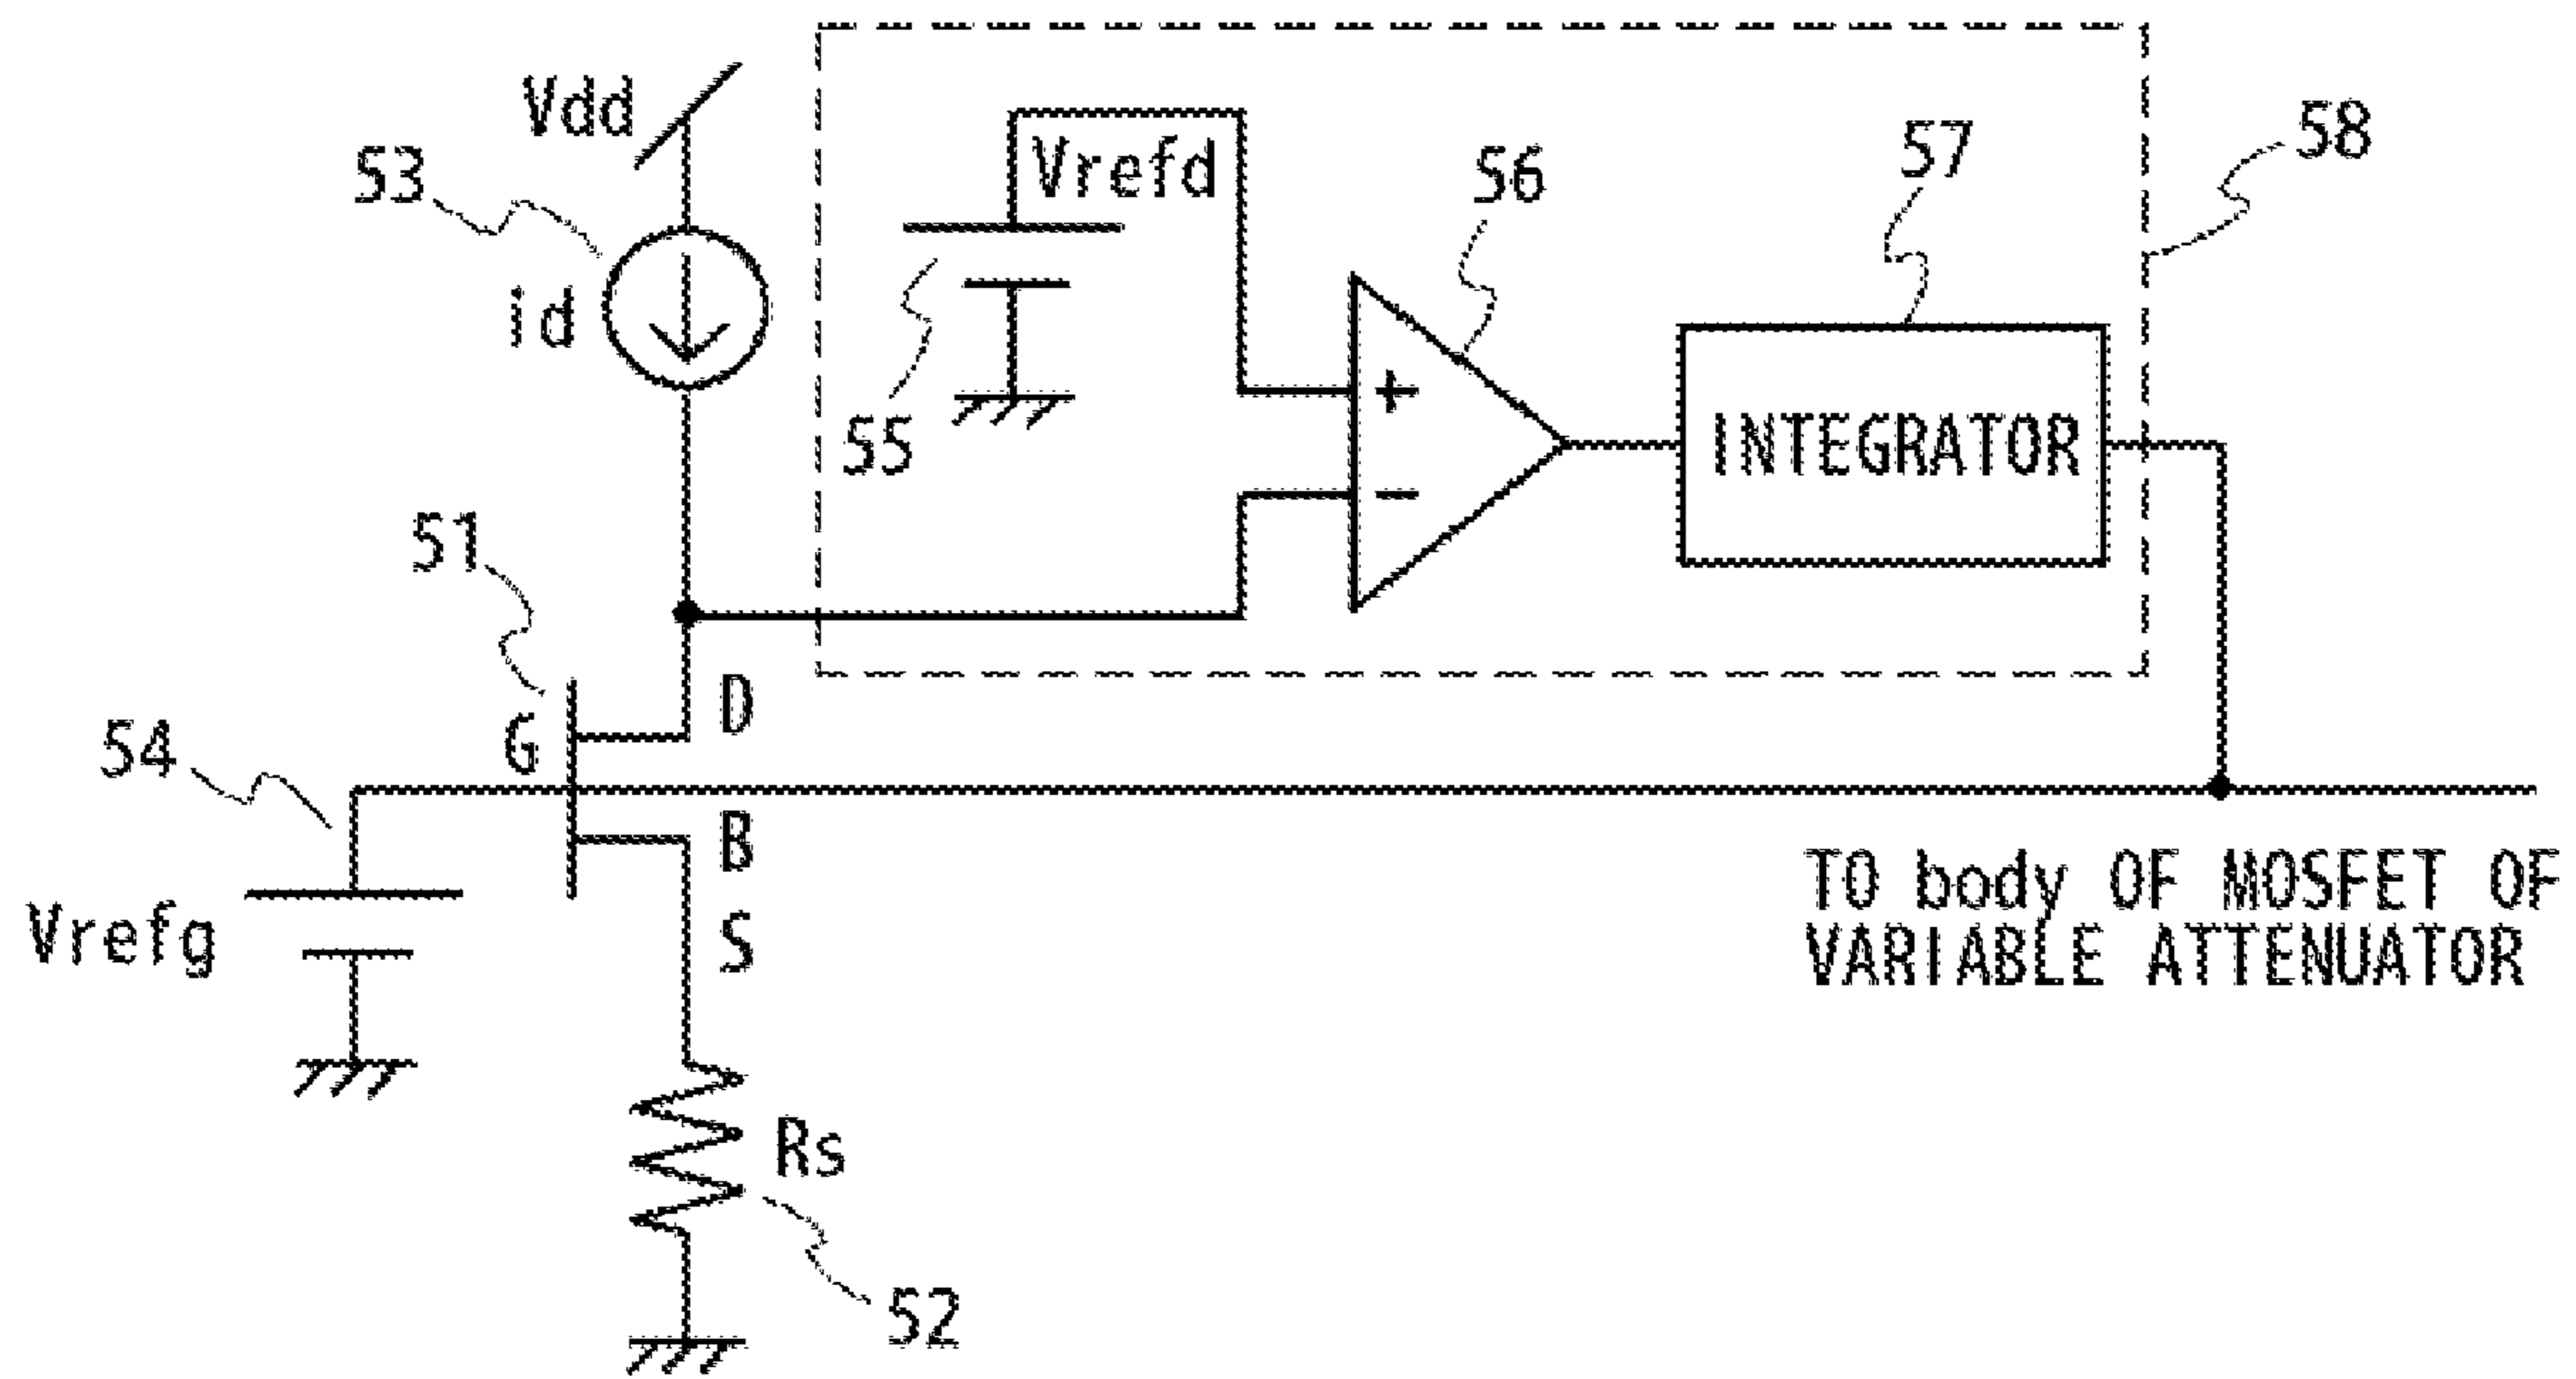 Vdd
53
id
Vrefd
55
56
57
58
+
−
INTEGRATOR
51
G
D
B
S
54
Vrefg
Rs
52
TO body OF MOSFET OF
VARIABLE ATTENUATOR